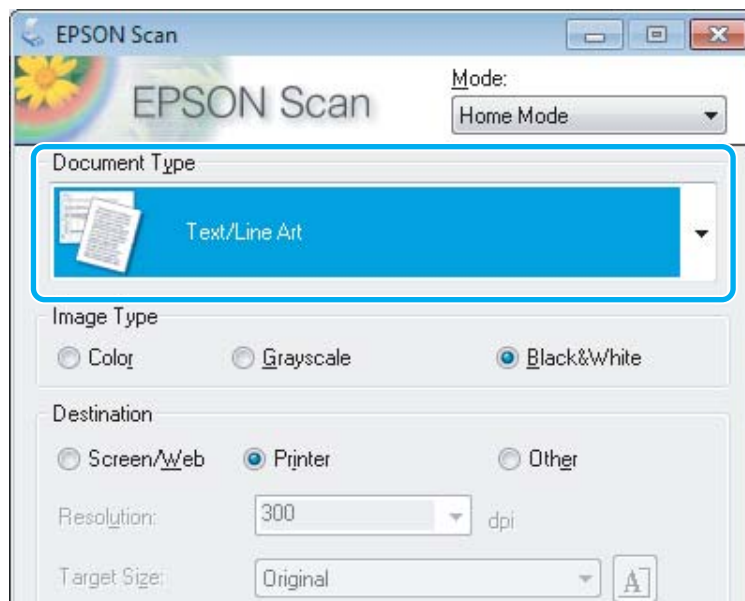 EPSON Scan
EPSON Scan
Mode:
Home Mode
Document Type
Text/Line Art
Image Type
Color
Grayscale
Black&White
Destination
Screen/Web
Printer
Other
Resolution:
300
dpi
Target Size:
Original
A